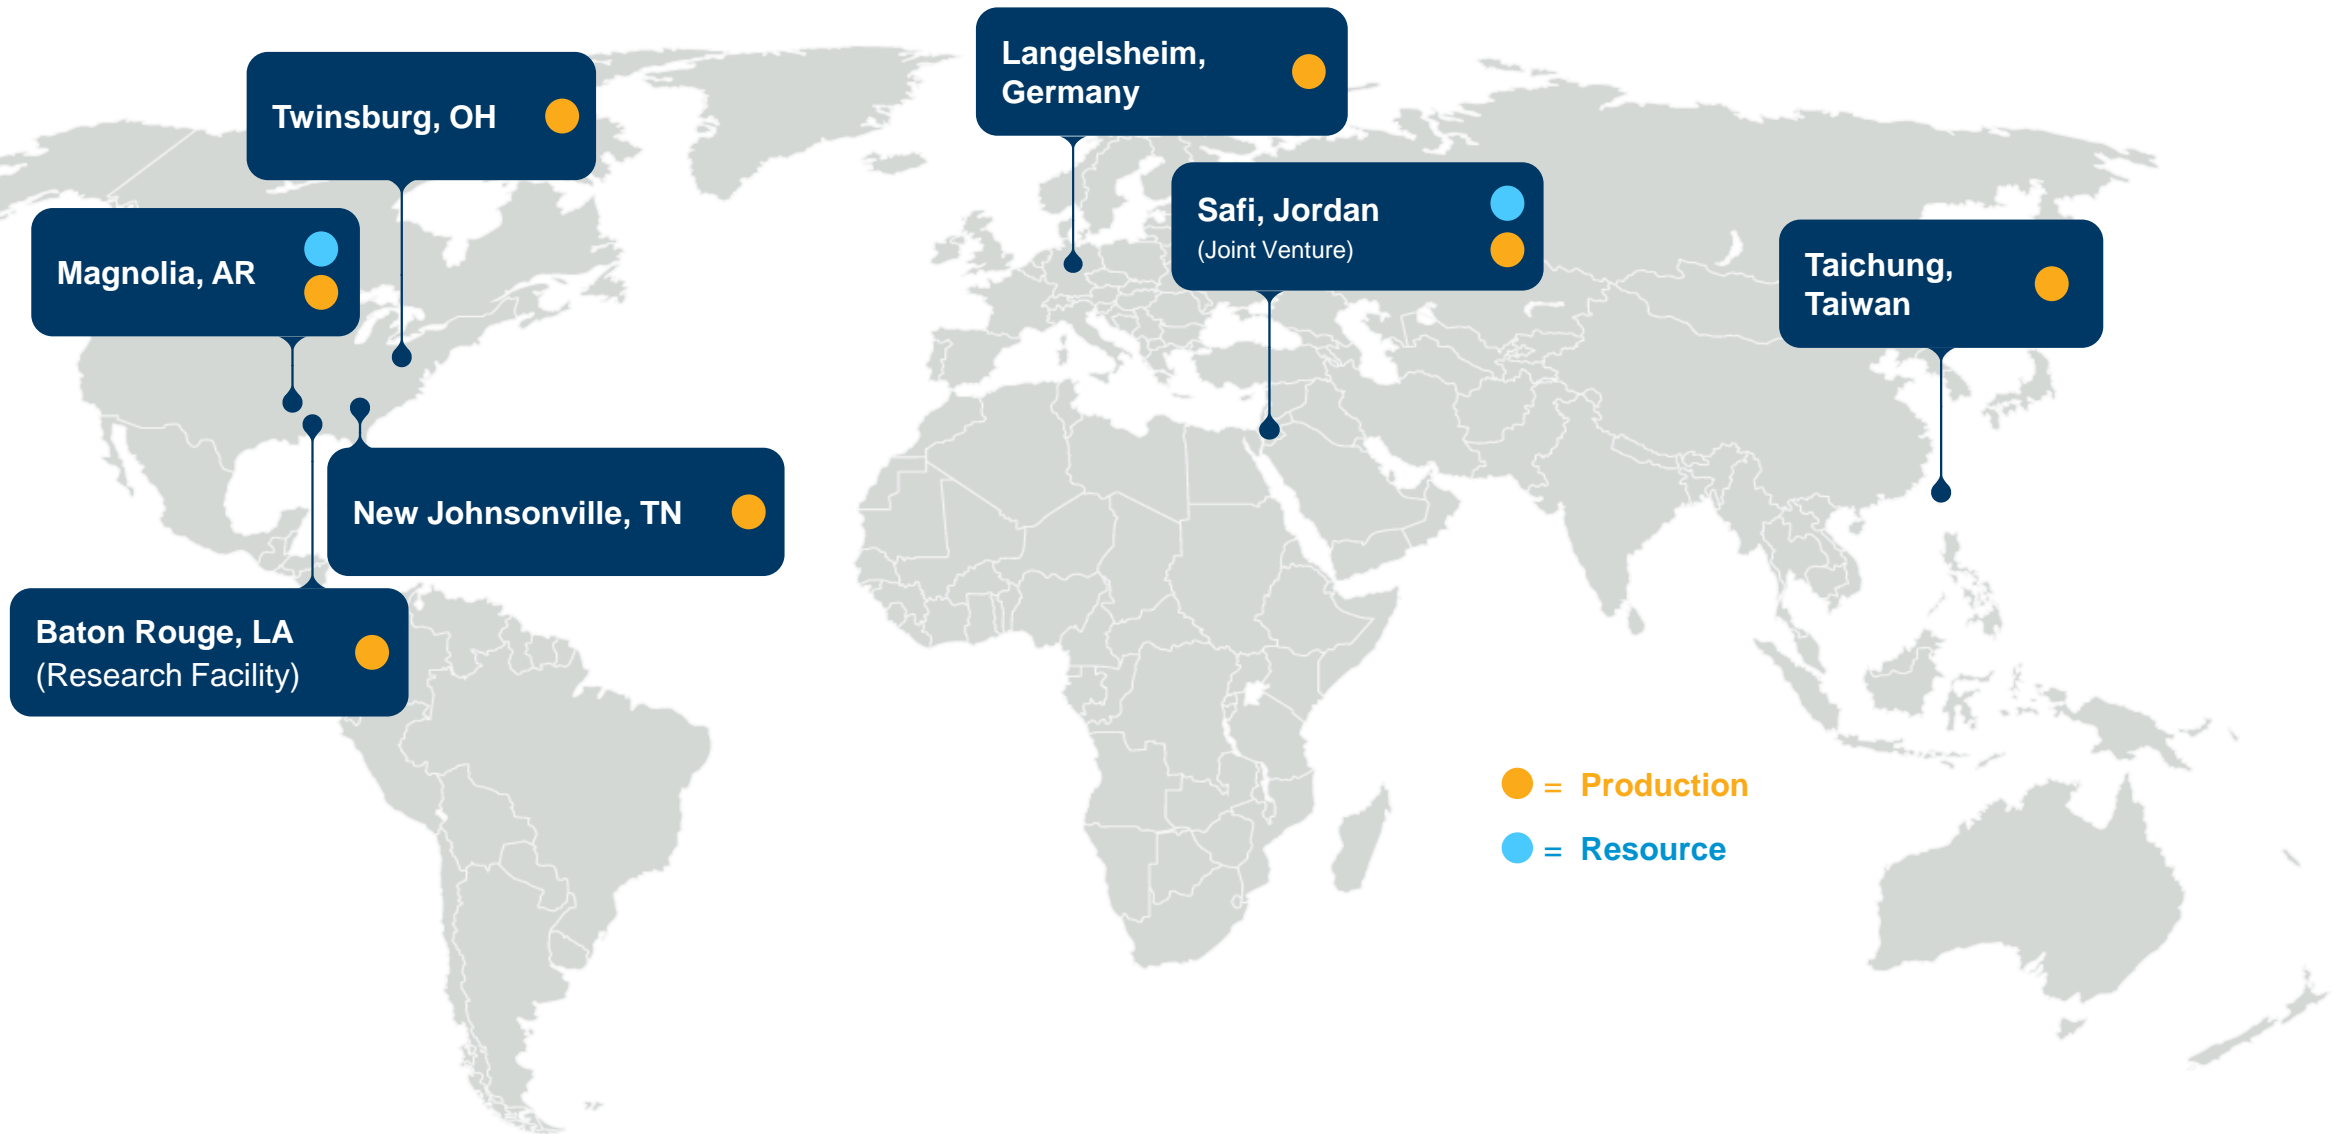 Langelsheim,
Germany
Twinsburg, OH
Safi, Jordan
(Joint Venture)
Magnolia, AR
Taichung,
Taiwan
New Johnsonville, TN
Baton Rouge, LA
(Research Facility)
= Production
= Resource